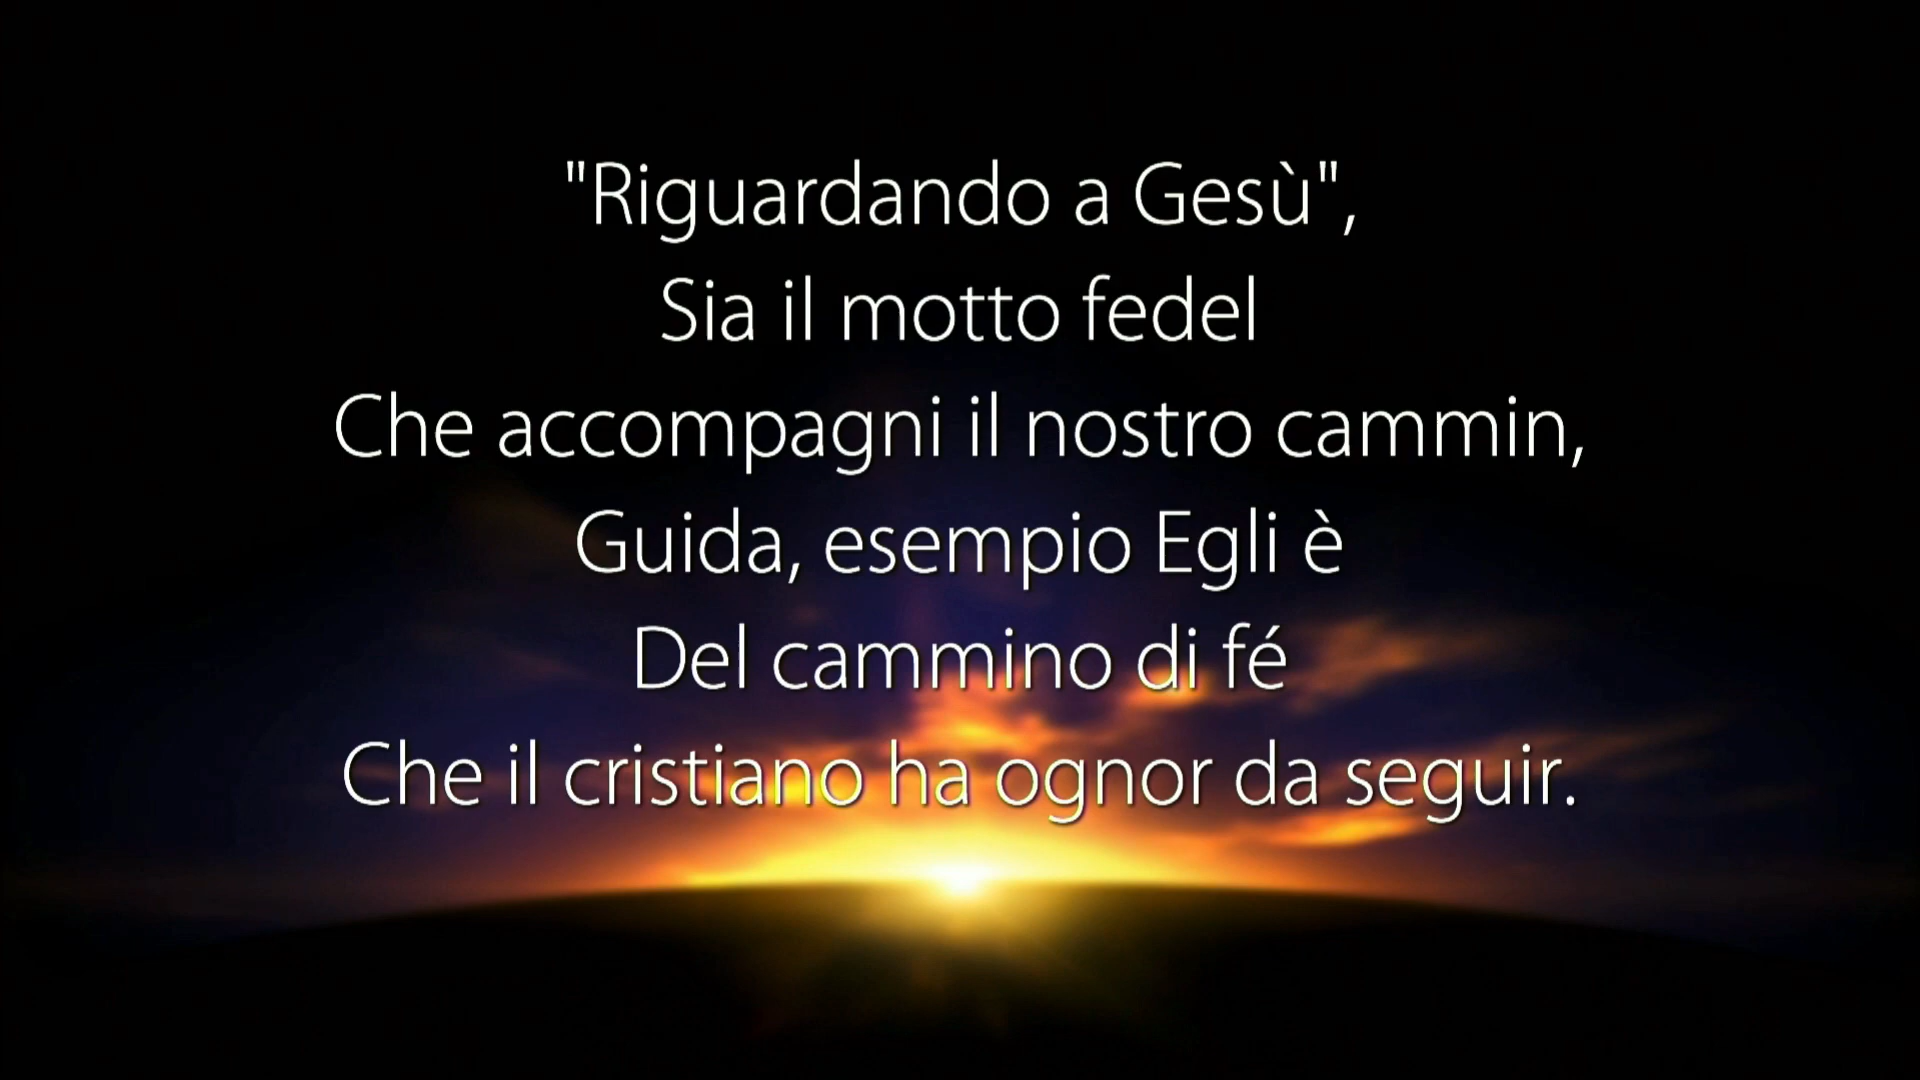 "Riguardando a Gesù",
Sia il motto fedel
Che accompagni il nostro cammin,
Guida, esempio Egli è
Del cammino di fé
Che il cristiano ha ognor da seguir.